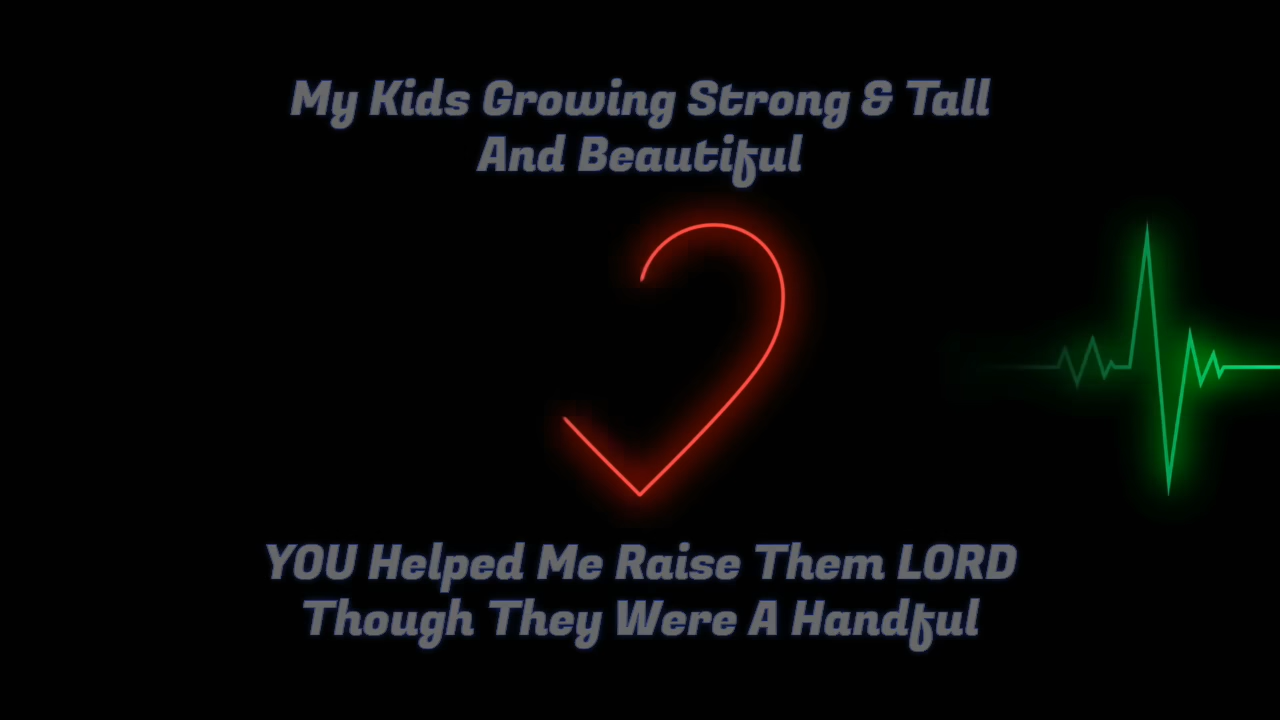 My Kids Growing Strong & Tall
And Beautiful
YOU Helped Me Raise Them LORD
Though They Were A Handful